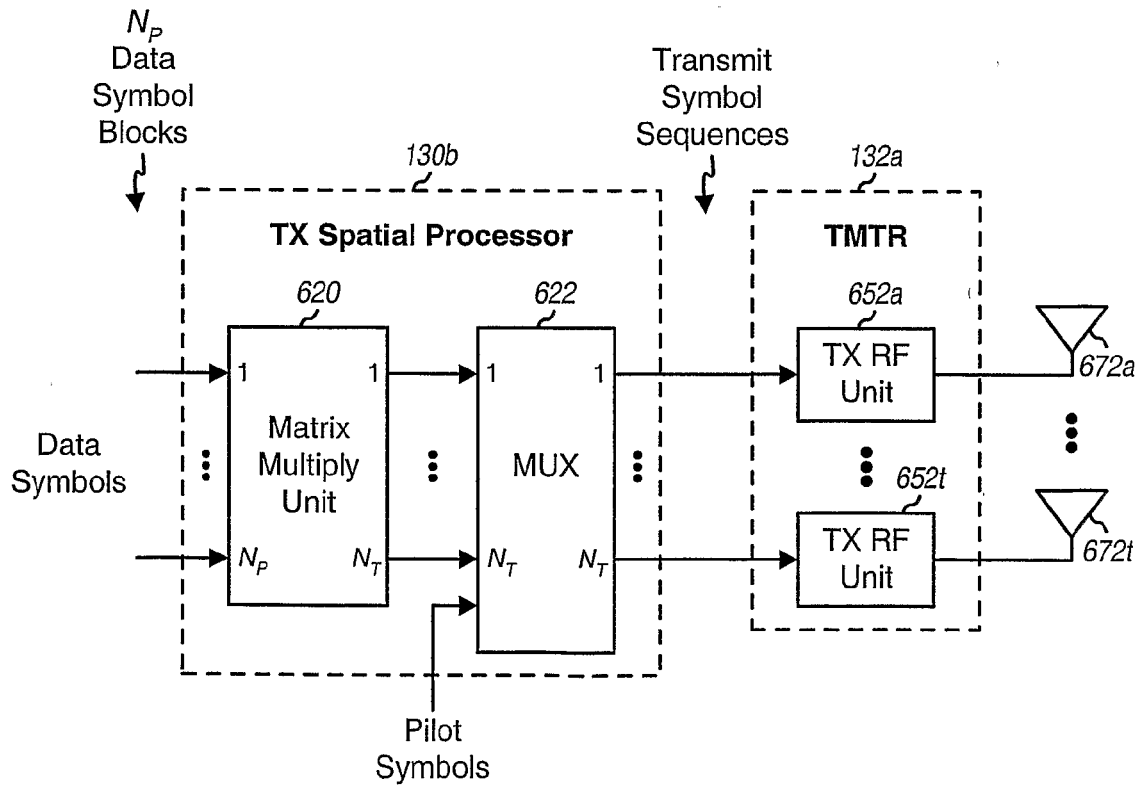 N_P
Data
Symbol
Blocks
Transmit
Symbol
Sequences
130b
132a
TX Spatial Processor
TMTR
620
622
652a
1
1
1
1
TX RF
Unit
672a
Data
Symbols
Matrix
Multiply
Unit
MUX
652t
N_P
N_T
N_T
N_T
TX RF
Unit
672t
Pilot
Symbols